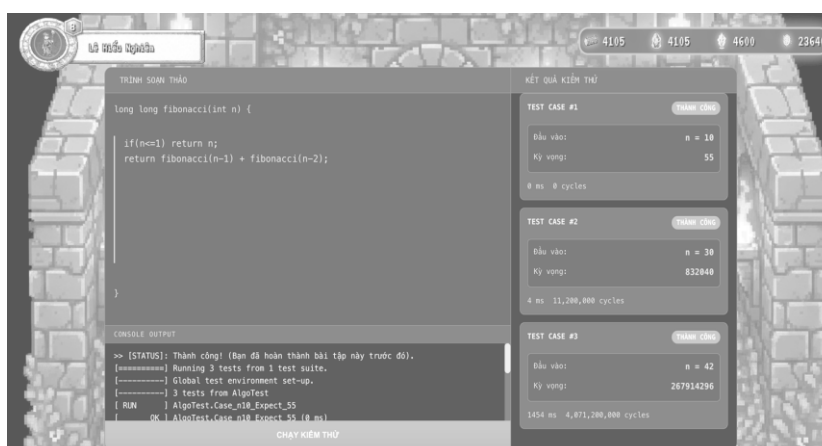 8
Lê Hiếu Nghĩa
4105
4105
4600
2364
TRÌNH SOẠN THẢO
long long fibonacci(int n) {
if(n<=1) return n;
return fibonacci(n-1) + fibonacci(n-2);
}
CONSOLE OUTPUT
>> [STATUS]: Thành công! (Bạn đã hoàn thành bài tập này trước đó).
[==========] Running 3 tests from 1 test suite.
[----------] Global test environment set-up.
[----------] 3 tests from AlgoTest
[ RUN      ] AlgoTest.Case_n10_Expect_55
[       OK ] AlgoTest.Case_n10_Expect_55 (0 ms)
CHẠY KIỂM THỬ
KẾT QUẢ KIỂM THỬ
TEST CASE #1 THÀNH CÔNG
Đầu vào: n = 10
Kỳ vọng: 55
0 ms 0 cycles
TEST CASE #2 THÀNH CÔNG
Đầu vào: n = 30
Kỳ vọng: 832040
4 ms 11,200,000 cycles
TEST CASE #3 THÀNH CÔNG
Đầu vào: n = 42
Kỳ vọng: 267914296
1454 ms 4,071,200,000 cycles